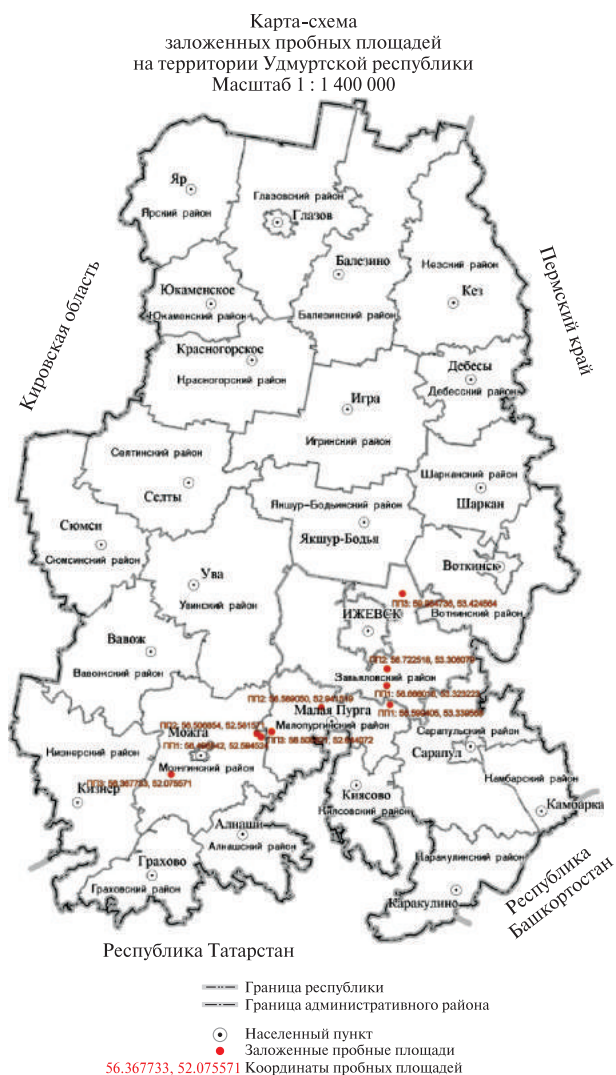 Карта-схема
заложенных пробных площадей
на территории Удмуртской республики
Масштаб 1 : 1 400 000
Яр
Ярский район
Глазовский район
Глазов
Балезино
Кезский район
Пермский край
Кировская область
Юкаменское
Юкаменский район
Балезинский район
Кез
Красногорское
Красногорский район
Дебесы
Дебесский район
Игра
Игринский район
Селтинский район
Селты
Шарканский район
Шаркан
Якшур-Бодьинский район
Якшур-Бодья
Сюмси
Сюмсинский район
Ува
Увинский район
Воткинск
Воткинский район
ИЖЕВСК
Вавож
Вавожский район
Завьяловский район
Малая Пурга
Малопургинский район
Можга
Можгинский район
Кизнерский район
ПП3: 56.367733, 52.075571
Кизнер
Сарапульский район
Сарапул
Камбарский район
Камбарка
Киясово
Киясовский район
Алнаши
Алнашский район
Грахово
Граховский район
Каракулинский район
Каракулино
Республика
Башкортостан
Республика Татарстан
Граница республики
Граница административного района
Населенный пункт
Заложенные пробные площади
56.367733, 52.075571 Координаты пробных площадей